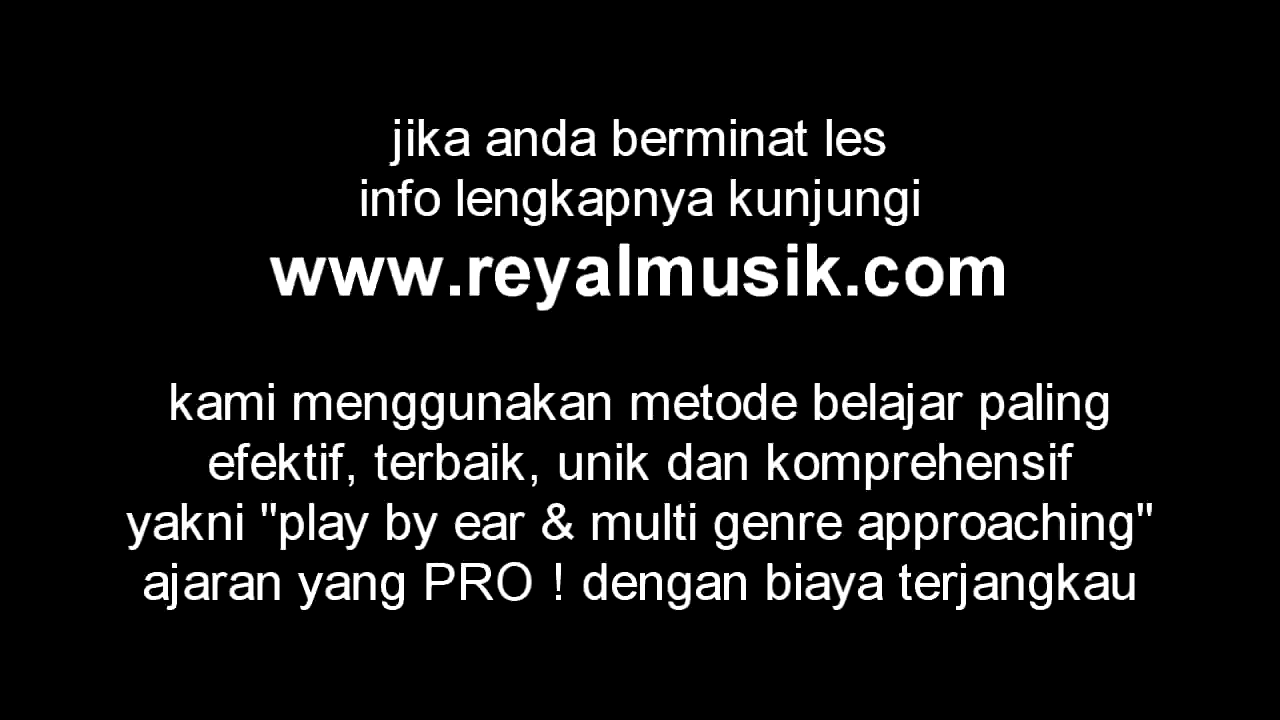 jika anda berminat les
info lengkapnya kunjungi
www.reyalmusik.com
kami menggunakan metode belajar paling
efektif, terbaik, unik dan komprehensif
yakni "play by ear & multi genre approaching"
ajaran yang PRO ! dengan biaya terjangkau